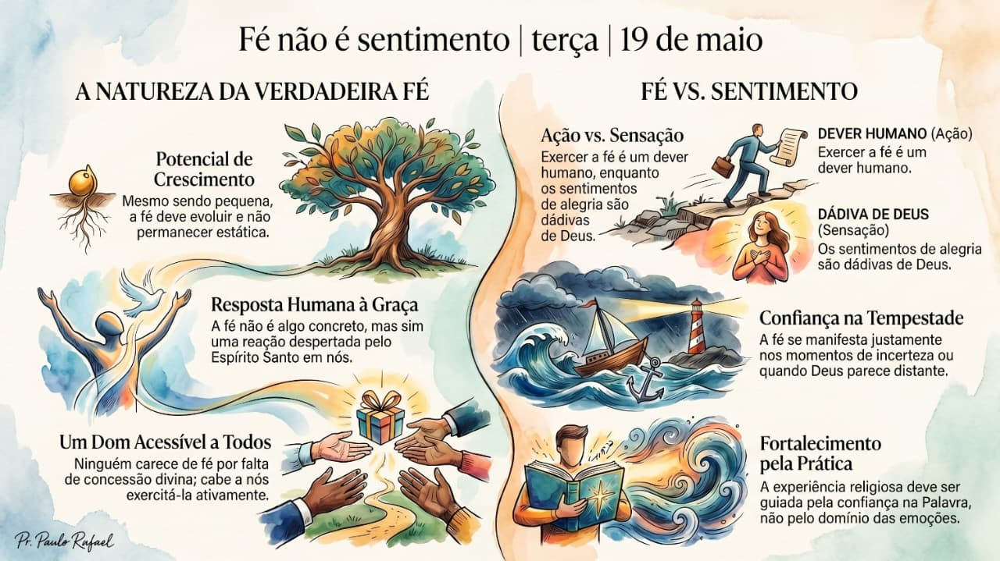 Fé não é sentimento | terça | 19 de maio
A NATUREZA DA VERDADEIRA FÉ
Potencial de
Crescimento
Mesmo sendo pequena,
a fé deve evoluir e não
permanecer estática.
Resposta Humana à Graça
A fé não é algo concreto, mas sim
uma reação despertada pelo
Espírito Santo em nós.
Um Dom Acessível a Todos
Ninguém carece de fé por falta
de concessão divina; cabe a nós
exercitá-la ativamente.
Pr. Paulo Rafael
FÉ VS. SENTIMENTO
Ação vs. Sensação
Exercer a fé é um dever
humano, enquanto
os sentimentos
de alegria são
dádivas
de Deus.
DEVER HUMANO (Ação)
Exercer a fé é um
dever humano.
DÁDIVA DE DEUS
(Sensação)
Os sentimentos de alegria
são dádivas de Deus.
Confiança na Tempestade
A fé se manifesta justamente
nos momentos de incerteza ou
quando Deus parece distante.
Fortalecimento
pela Prática
A experiência religiosa deve ser
guiada pela confiança na Palavra,
não pelo domínio das emoções.